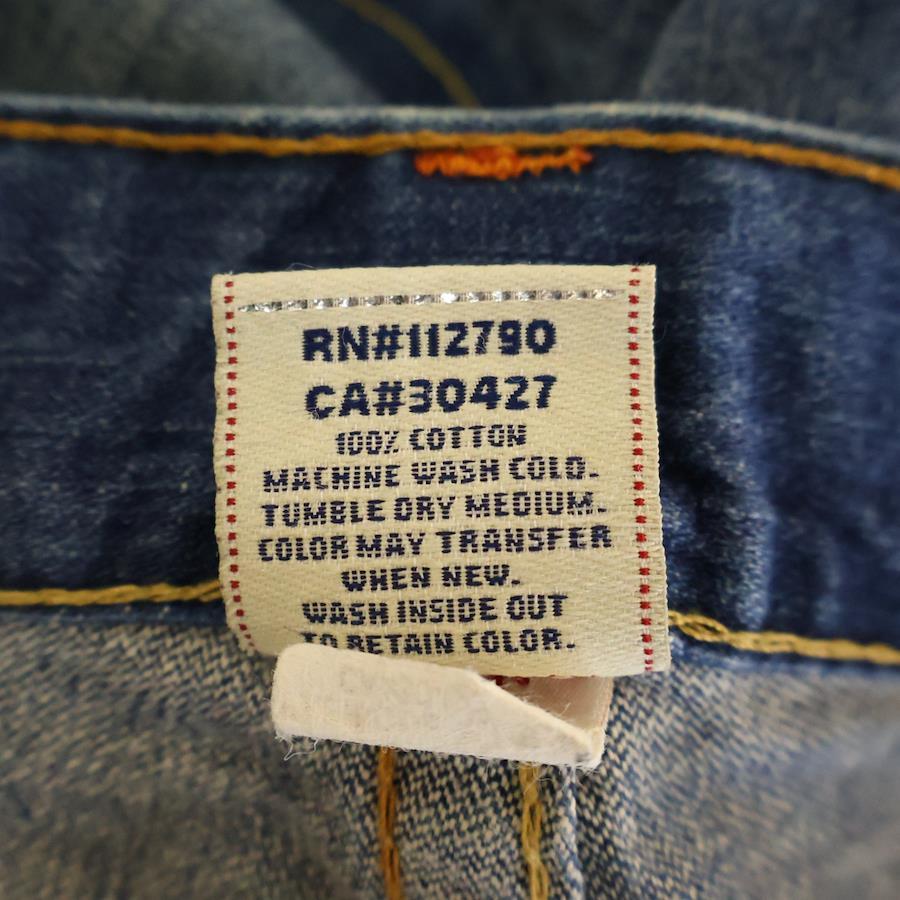 RN#112790
CA#30427
100% COTTON
MACHINE WASH COLD.
TUMBLE DRY MEDIUM.
COLOR MAY TRANSFER
WHEN NEW.
WASH INSIDE OUT
TO RETAIN COLOR.